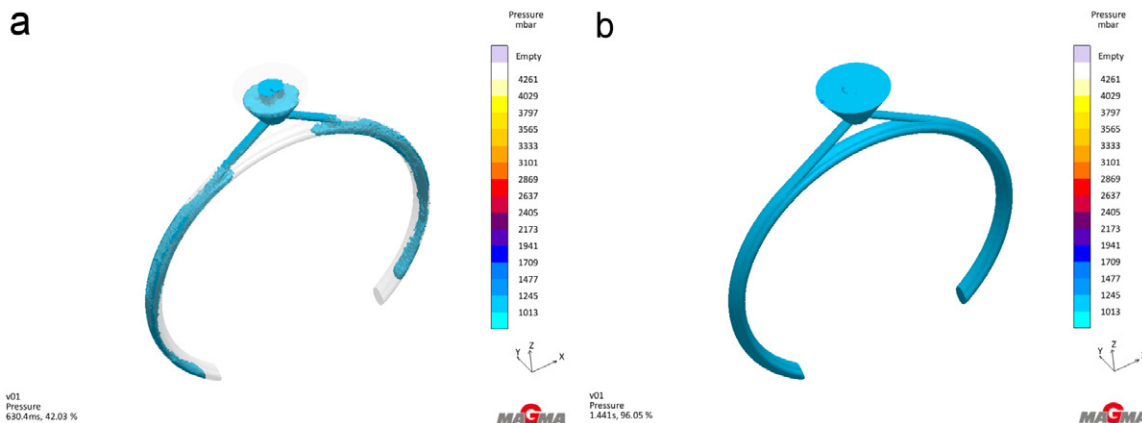 a
Pressure
mbar
Empty
4261
4029
3797
3565
3333
3101
2869
2637
2405
2173
1941
1709
1477
1245
1013
Y
Z
X
v01
Pressure
630.4ms, 42.03 %
MAGMA
b
Pressure
mbar
Empty
4261
4029
3797
3565
3333
3101
2869
2637
2405
2173
1941
1709
1477
1245
1013
Y
Z
v01
Pressure
1.441s, 96.05 %
MAGMA